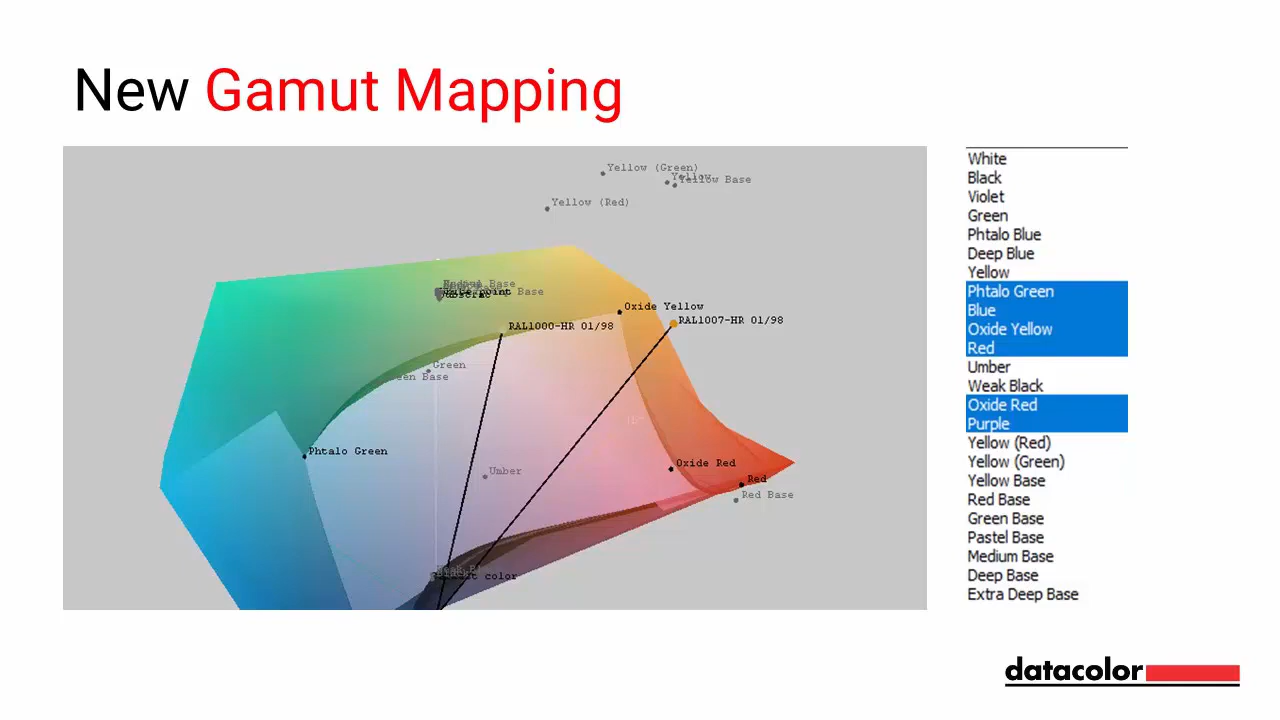 New Gamut Mapping
Yellow (Green)
Yellow
Yellow Base
Yellow (Red)
Oxide Yellow
RAL1000-HR 01/98
RAL1007-HR 01/98
Green
Phtalo Green
Umber
Oxide Red
Red
Red Base
White
Black
Violet
Green
Phtalo Blue
Deep Blue
Yellow
Phtalo Green
Blue
Oxide Yellow
Red
Umber
Weak Black
Oxide Red
Purple
Yellow (Red)
Yellow (Green)
Yellow Base
Red Base
Green Base
Pastel Base
Medium Base
Deep Base
Extra Deep Base
datacolor